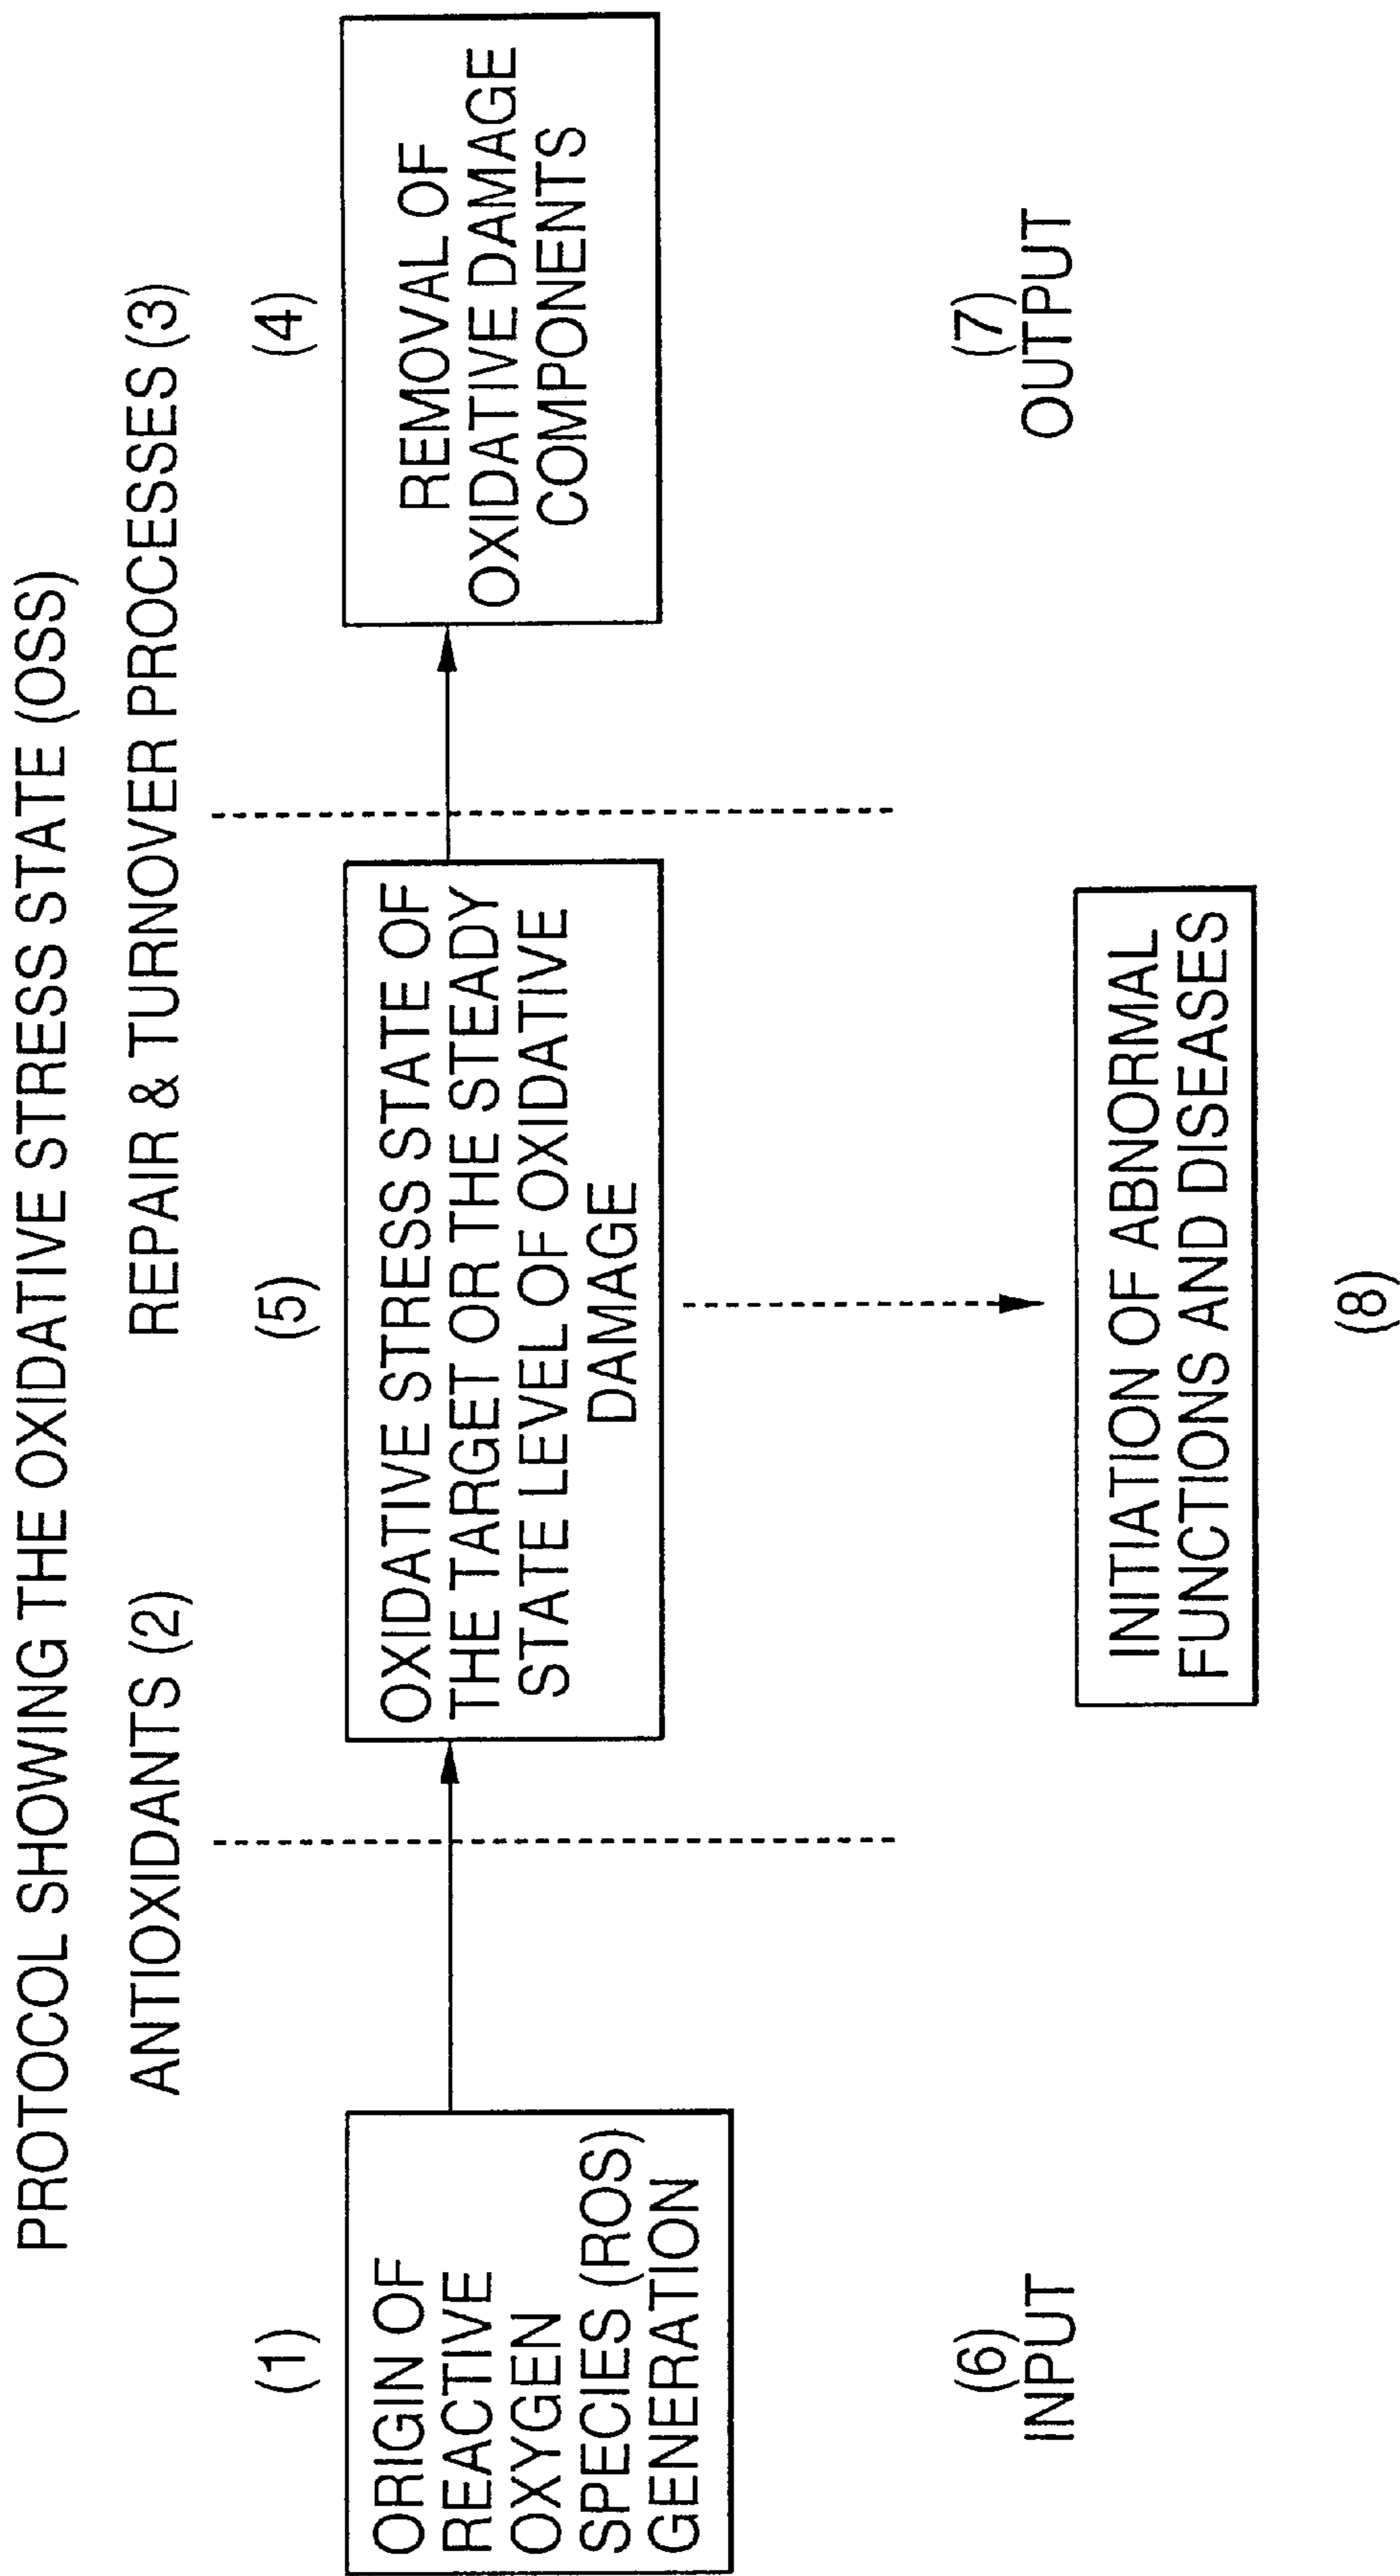 PROTOCOL SHOWING THE OXIDATIVE STRESS STATE (OSS)
ANTIOXIDANTS (2)
REPAIR & TURNOVER PROCESSES (3)
(1)
ORIGIN OF
REACTIVE
OXYGEN
SPECIES (ROS)
GENERATION
(5)
OXIDATIVE STRESS STATE OF
THE TARGET OR THE STEADY
STATE LEVEL OF OXIDATIVE
DAMAGE
(4)
REMOVAL OF
OXIDATIVE DAMAGE
COMPONENTS
(6)
INPUT
(7)
OUTPUT
INITIATION OF ABNORMAL
FUNCTIONS AND DISEASES
(8)